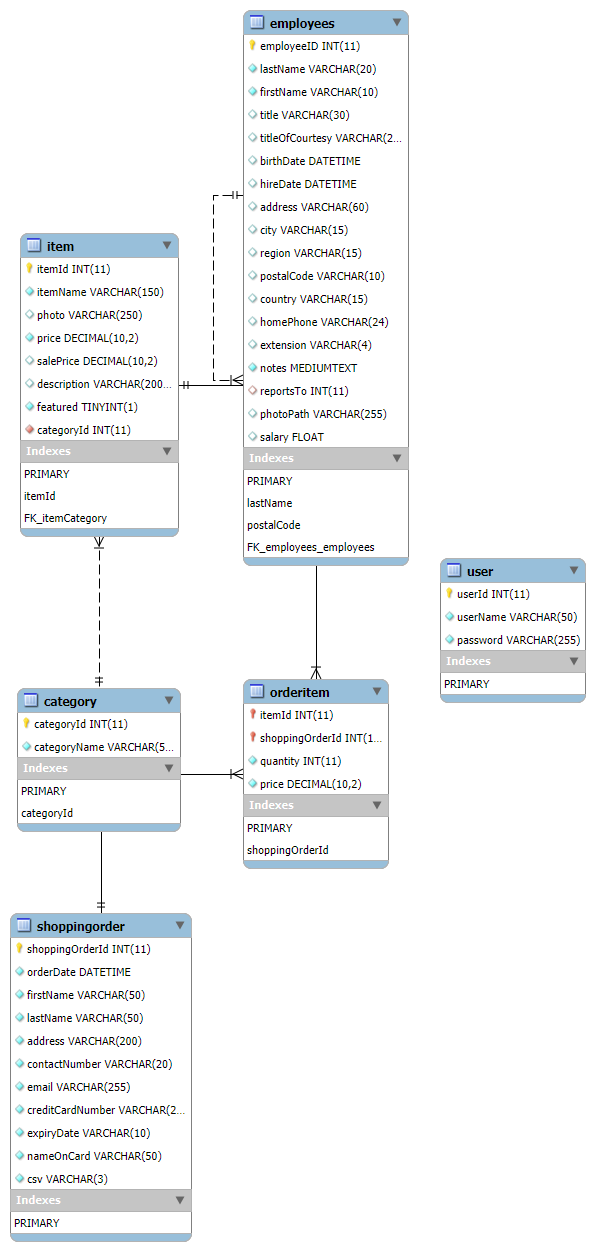 employees
employeeID INT(11)
lastName VARCHAR(20)
firstName VARCHAR(10)
title VARCHAR(30)
titleOfCourtesy VARCHAR(2...
birthDate DATETIME
hireDate DATETIME
address VARCHAR(60)
city VARCHAR(15)
region VARCHAR(15)
postalCode VARCHAR(10)
country VARCHAR(15)
homePhone VARCHAR(24)
extension VARCHAR(4)
notes MEDIUMTEXT
reportsTo INT(11)
photoPath VARCHAR(255)
salary FLOAT
Indexes
PRIMARY
lastName
postalCode
FK_employees_employees
item
itemId INT(11)
itemName VARCHAR(150)
photo VARCHAR(250)
price DECIMAL(10,2)
salePrice DECIMAL(10,2)
description VARCHAR(200...
featured TINYINT(1)
categoryId INT(11)
Indexes
PRIMARY
itemId
FK_itemCategory
user
userId INT(11)
userName VARCHAR(50)
password VARCHAR(255)
Indexes
PRIMARY
category
categoryId INT(11)
categoryName VARCHAR(5...
Indexes
PRIMARY
categoryId
orderitem
itemId INT(11)
shoppingOrderId INT(1...
quantity INT(11)
price DECIMAL(10,2)
Indexes
PRIMARY
shoppingOrderId
shoppingorder
shoppingOrderId INT(11)
orderDate DATETIME
firstName VARCHAR(50)
lastName VARCHAR(50)
address VARCHAR(200)
contactNumber VARCHAR(20)
email VARCHAR(255)
creditCardNumber VARCHAR(2...
expiryDate VARCHAR(10)
nameOnCard VARCHAR(50)
csv VARCHAR(3)
Indexes
PRIMARY